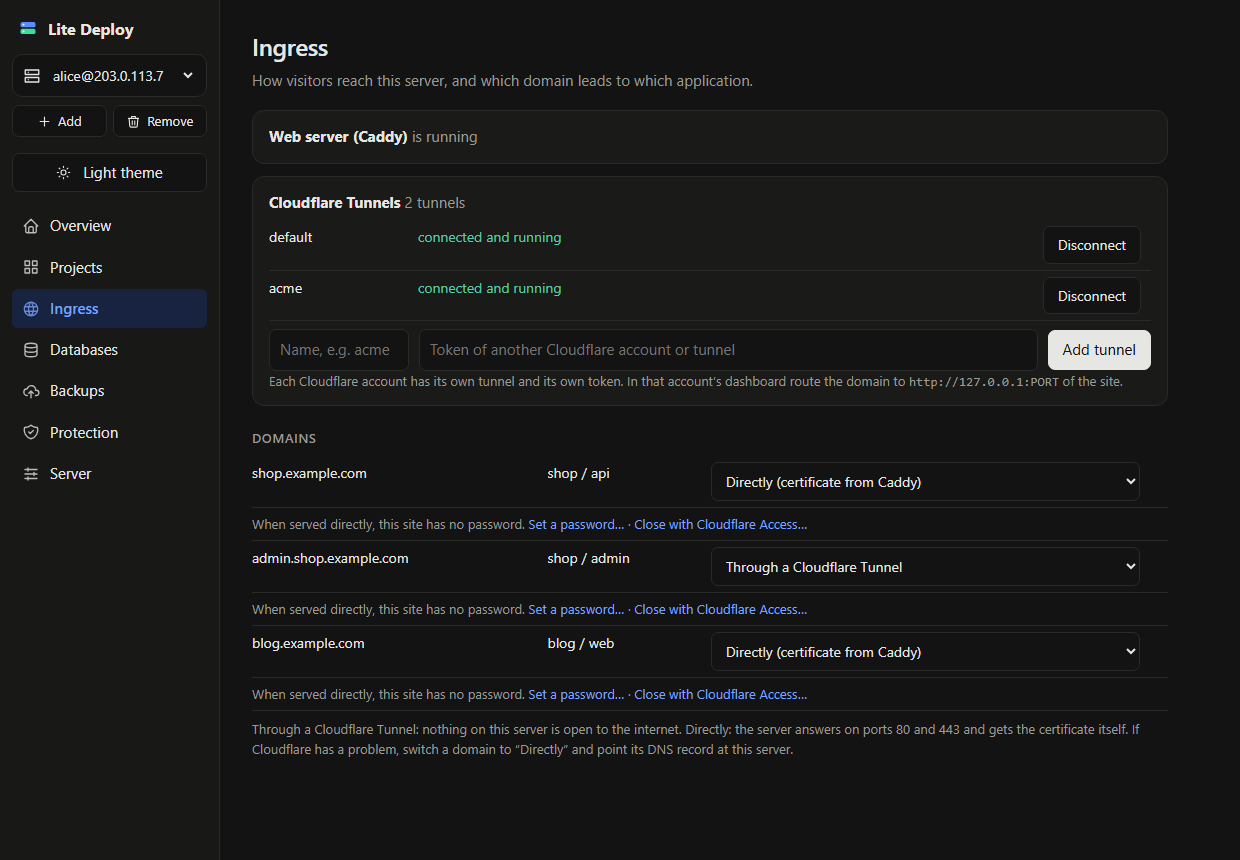 Lite Deploy
alice@203.0.113.7
Add
Remove
Light theme
Overview
Projects
Ingress
Databases
Backups
Protection
Server
Ingress
How visitors reach this server, and which domain leads to which application.
Web server (Caddy) is running
Cloudflare Tunnels 2 tunnels
default connected and running Disconnect
acme connected and running Disconnect
Name, e.g. acme Token of another Cloudflare account or tunnel Add tunnel
Each Cloudflare account has its own tunnel and its own token. In that account's dashboard route the domain to http://127.0.0.1:PORT of the site.
DOMAINS
shop.example.com shop / api Directly (certificate from Caddy)
When served directly, this site has no password. Set a password... · Close with Cloudflare Access...
admin.shop.example.com shop / admin Through a Cloudflare Tunnel
When served directly, this site has no password. Set a password... · Close with Cloudflare Access...
blog.example.com blog / web Directly (certificate from Caddy)
When served directly, this site has no password. Set a password... · Close with Cloudflare Access...
Through a Cloudflare Tunnel: nothing on this server is open to the internet. Directly: the server answers on ports 80 and 443 and gets the certificate itself. If
Cloudflare has a problem, switch a domain to “Directly” and point its DNS record at this server.